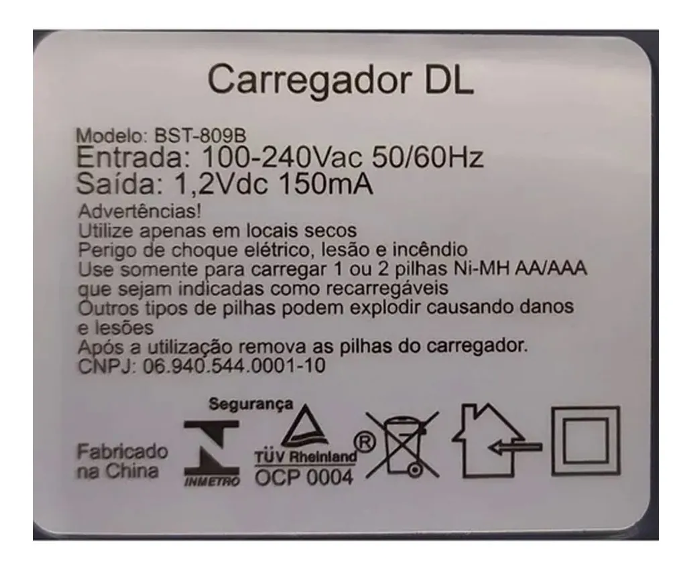 Carregador DL
Modelo: BST-809B
Entrada: 100-240Vac 50/60Hz
Saída: 1,2Vdc 150mA
Advertências!
Utilize apenas em locais secos
Perigo de choque elétrico, lesão e incêndio
Use somente para carregar 1 ou 2 pilhas Ni-MH AA/AAA
que sejam indicadas como recarregáveis
Outros tipos de pilhas podem explodir causando danos
e lesões
Após a utilização remova as pilhas do carregador.
CNPJ: 06.940.544.0001-10
Segurança
Fabricado
na China
INMETRO
TÜV Rheinland®
OCP 0004